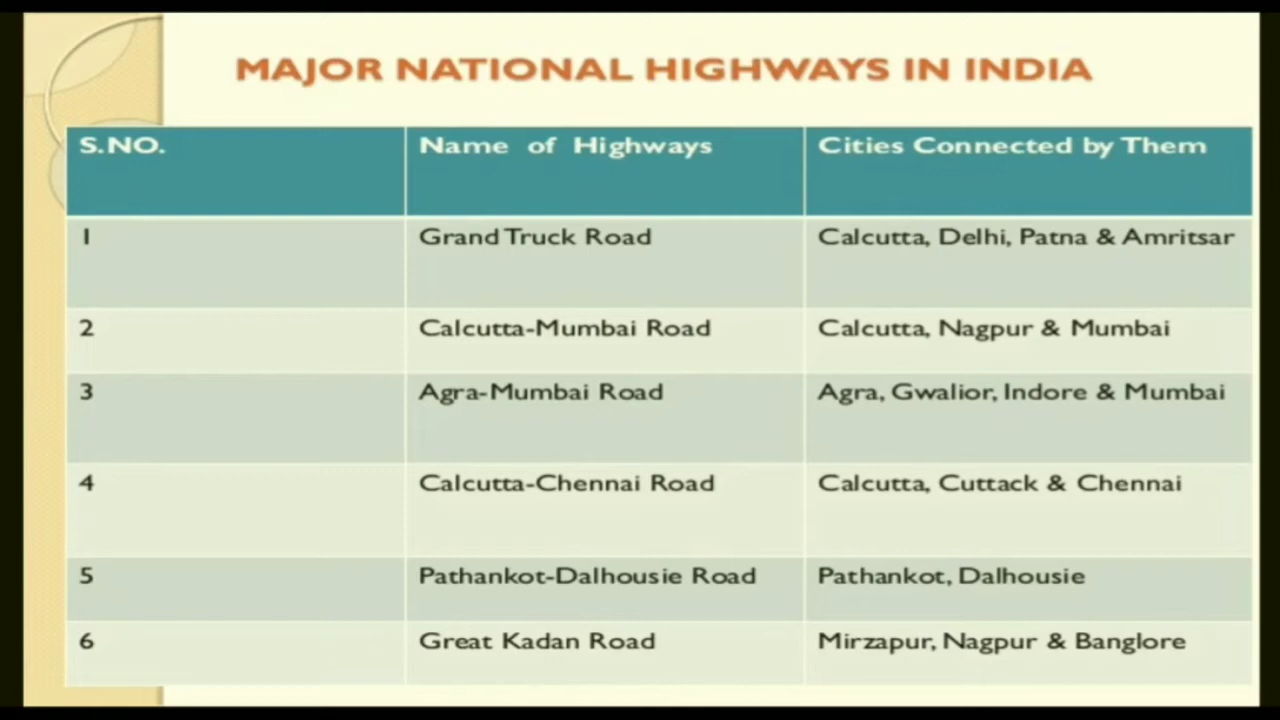 MAJOR NATIONAL HIGHWAYS IN INDIA
S.NO. Name of Highways Cities Connected by Them
1 Grand Truck Road Calcutta, Delhi, Patna & Amritsar
2 Calcutta-Mumbai Road Calcutta, Nagpur & Mumbai
3 Agra-Mumbai Road Agra, Gwalior, Indore & Mumbai
4 Calcutta-Chennai Road Calcutta, Cuttack & Chennai
5 Pathankot-Dalhousie Road Pathankot, Dalhousie
6 Great Kadan Road Mirzapur, Nagpur & Banglore